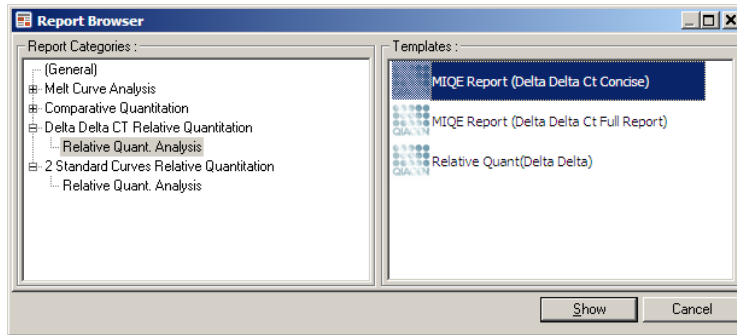 Report Browser
Report Categories :
(General)
Melt Curve Analysis
Comparative Quantitation
Delta Delta CT Relative Quantitation
Relative Quant. Analysis
2 Standard Curves Relative Quantitation
Relative Quant. Analysis
Templates :
MIQE Report (Delta Delta Ct Concise)
MIQE Report (Delta Delta Ct Full Report)
QIAGEN
Relative Quant(Delta Delta)
QIAGEN
Show
Cancel